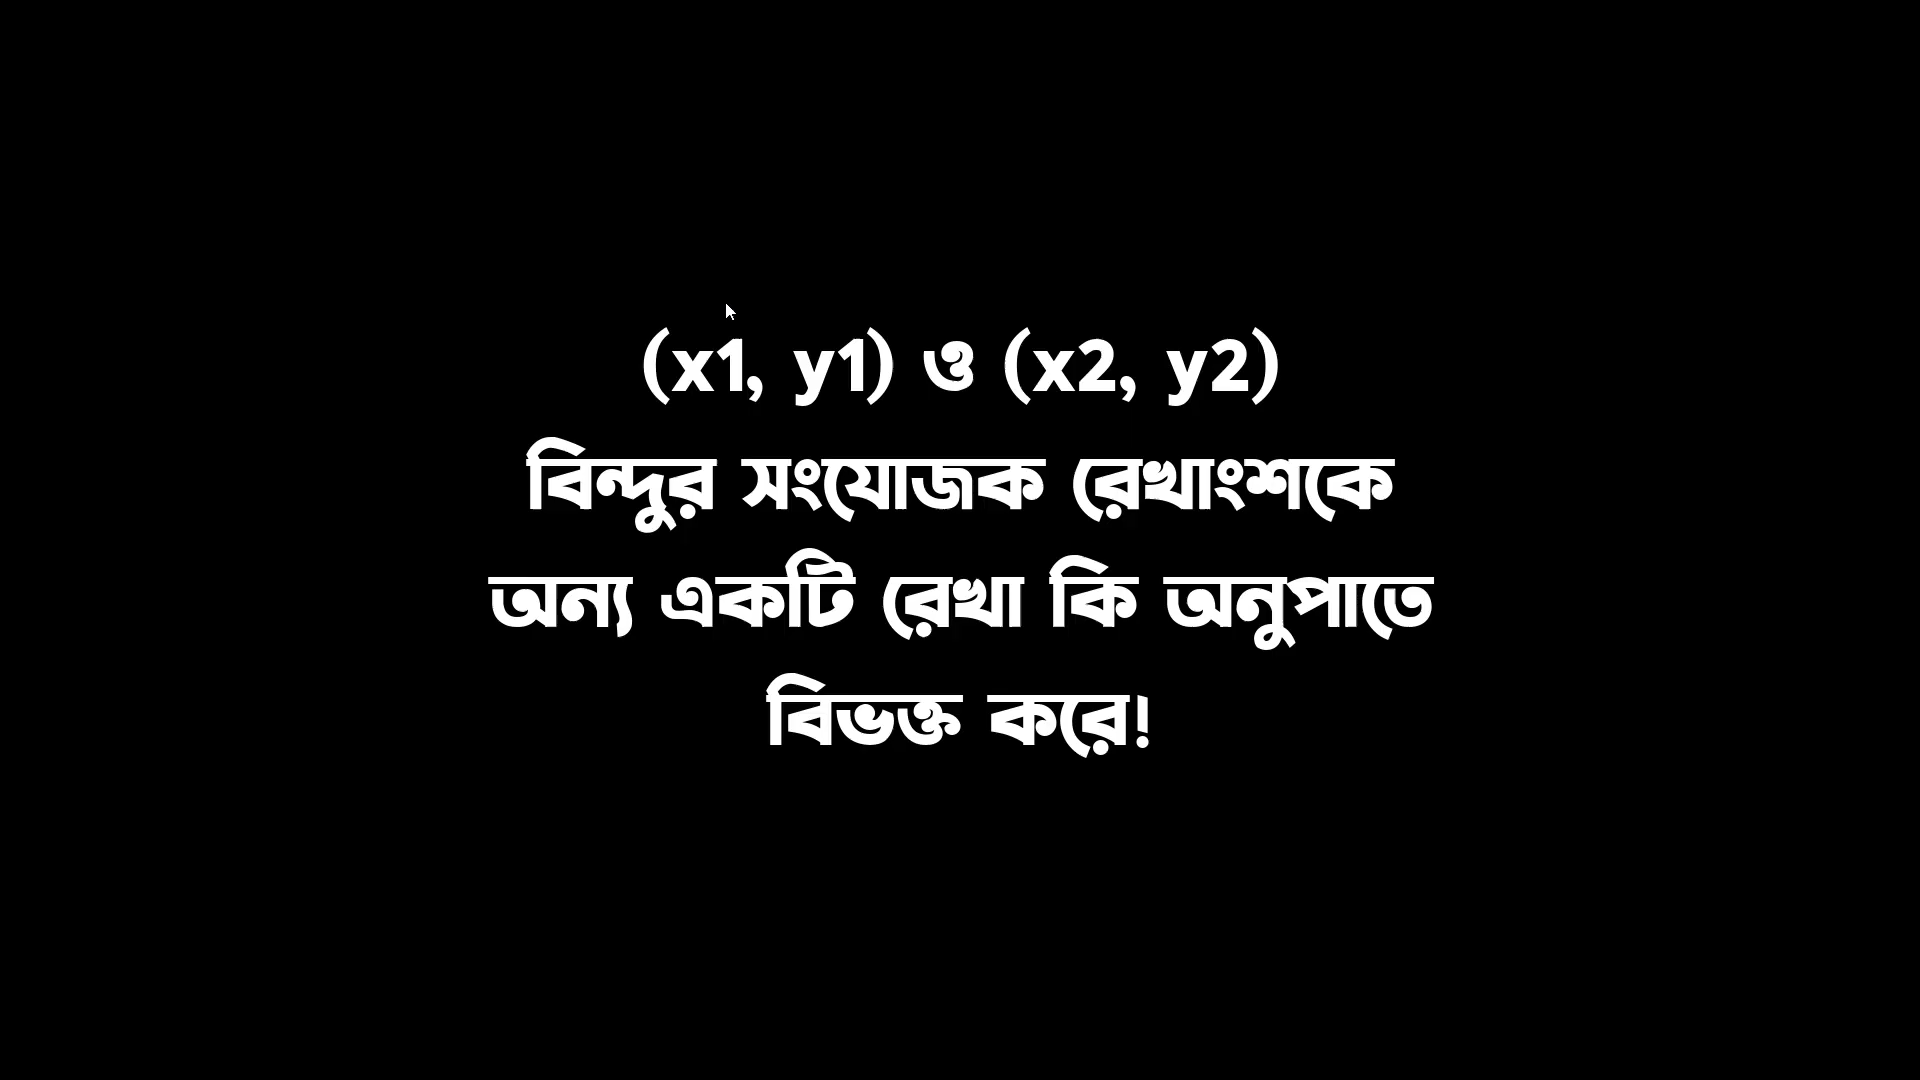 (x1, y1) ও (x2, y2)
বিন্দুর সংযোজক রেখাংশকে
অন্য একটি রেখা কি অনুপাতে
বিভক্ত করে!